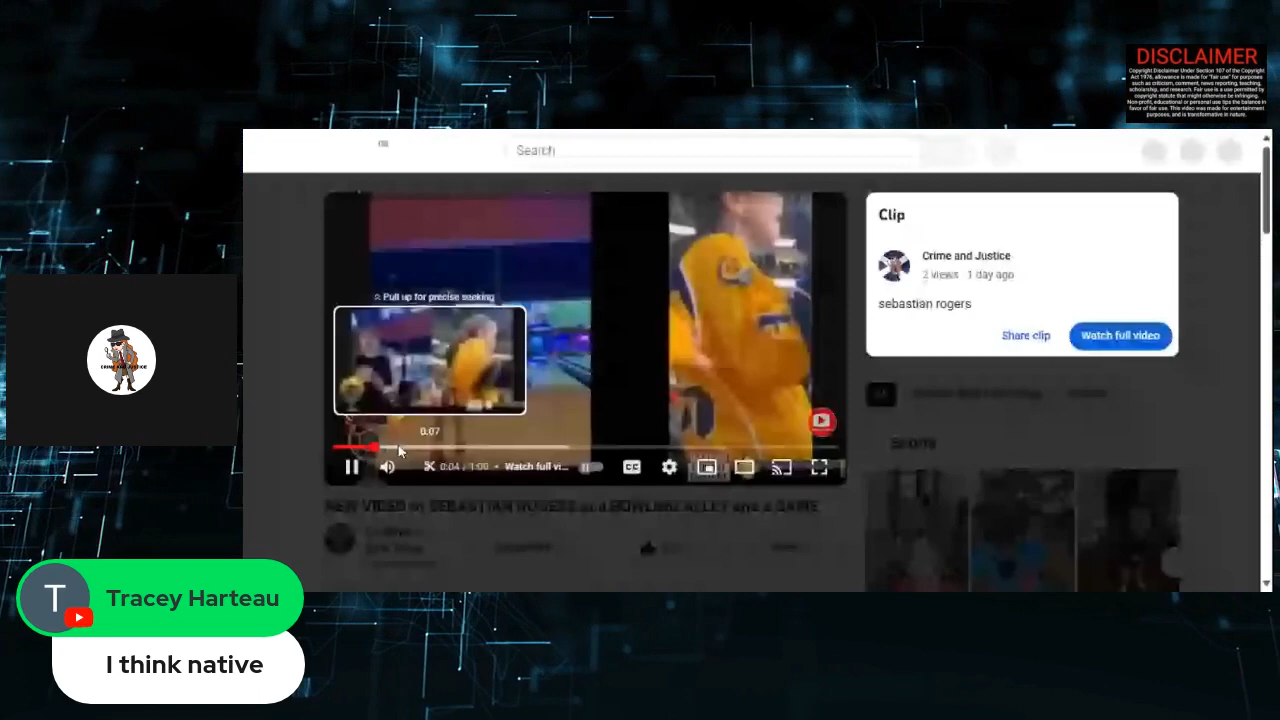 DISCLAIMER
Copyright Disclaimer Under Section 107 of the Copyright
Act 1976, allowance is made for "fair use" for purposes
such as criticism, comment, news reporting, teaching,
scholarship, and research. Fair use is a use permitted by
copyright statute that might otherwise be infringing.
Non-profit, educational or personal use tips the balance in
favor of fair use. This video was made for entertainment
purposes, and is transformative in nature.
Search
Clip
Crime and Justice
2 views 1 day ago
sebastian rogers
Share clip
Watch full video
Pull up for precise seeking
0:07
0:04 / 1:00 • Watch full vi...
CC
NEW VIDEO of SEBASTIAN ROGERS at a BOWLING ALLEY and a GAME
CRIME AND JUSTICE
T
Tracey Harteau
I think native